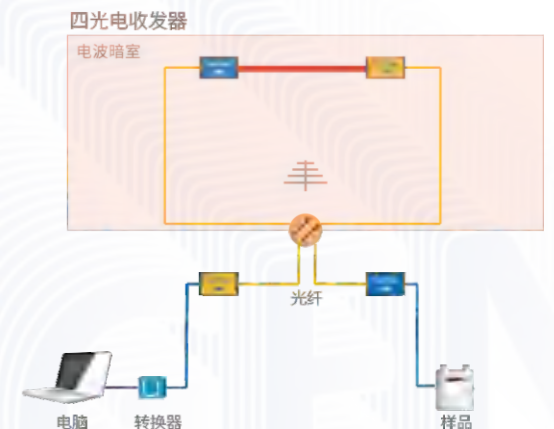 四光电收发器
电波暗室
光纤
电脑
转换器
样品